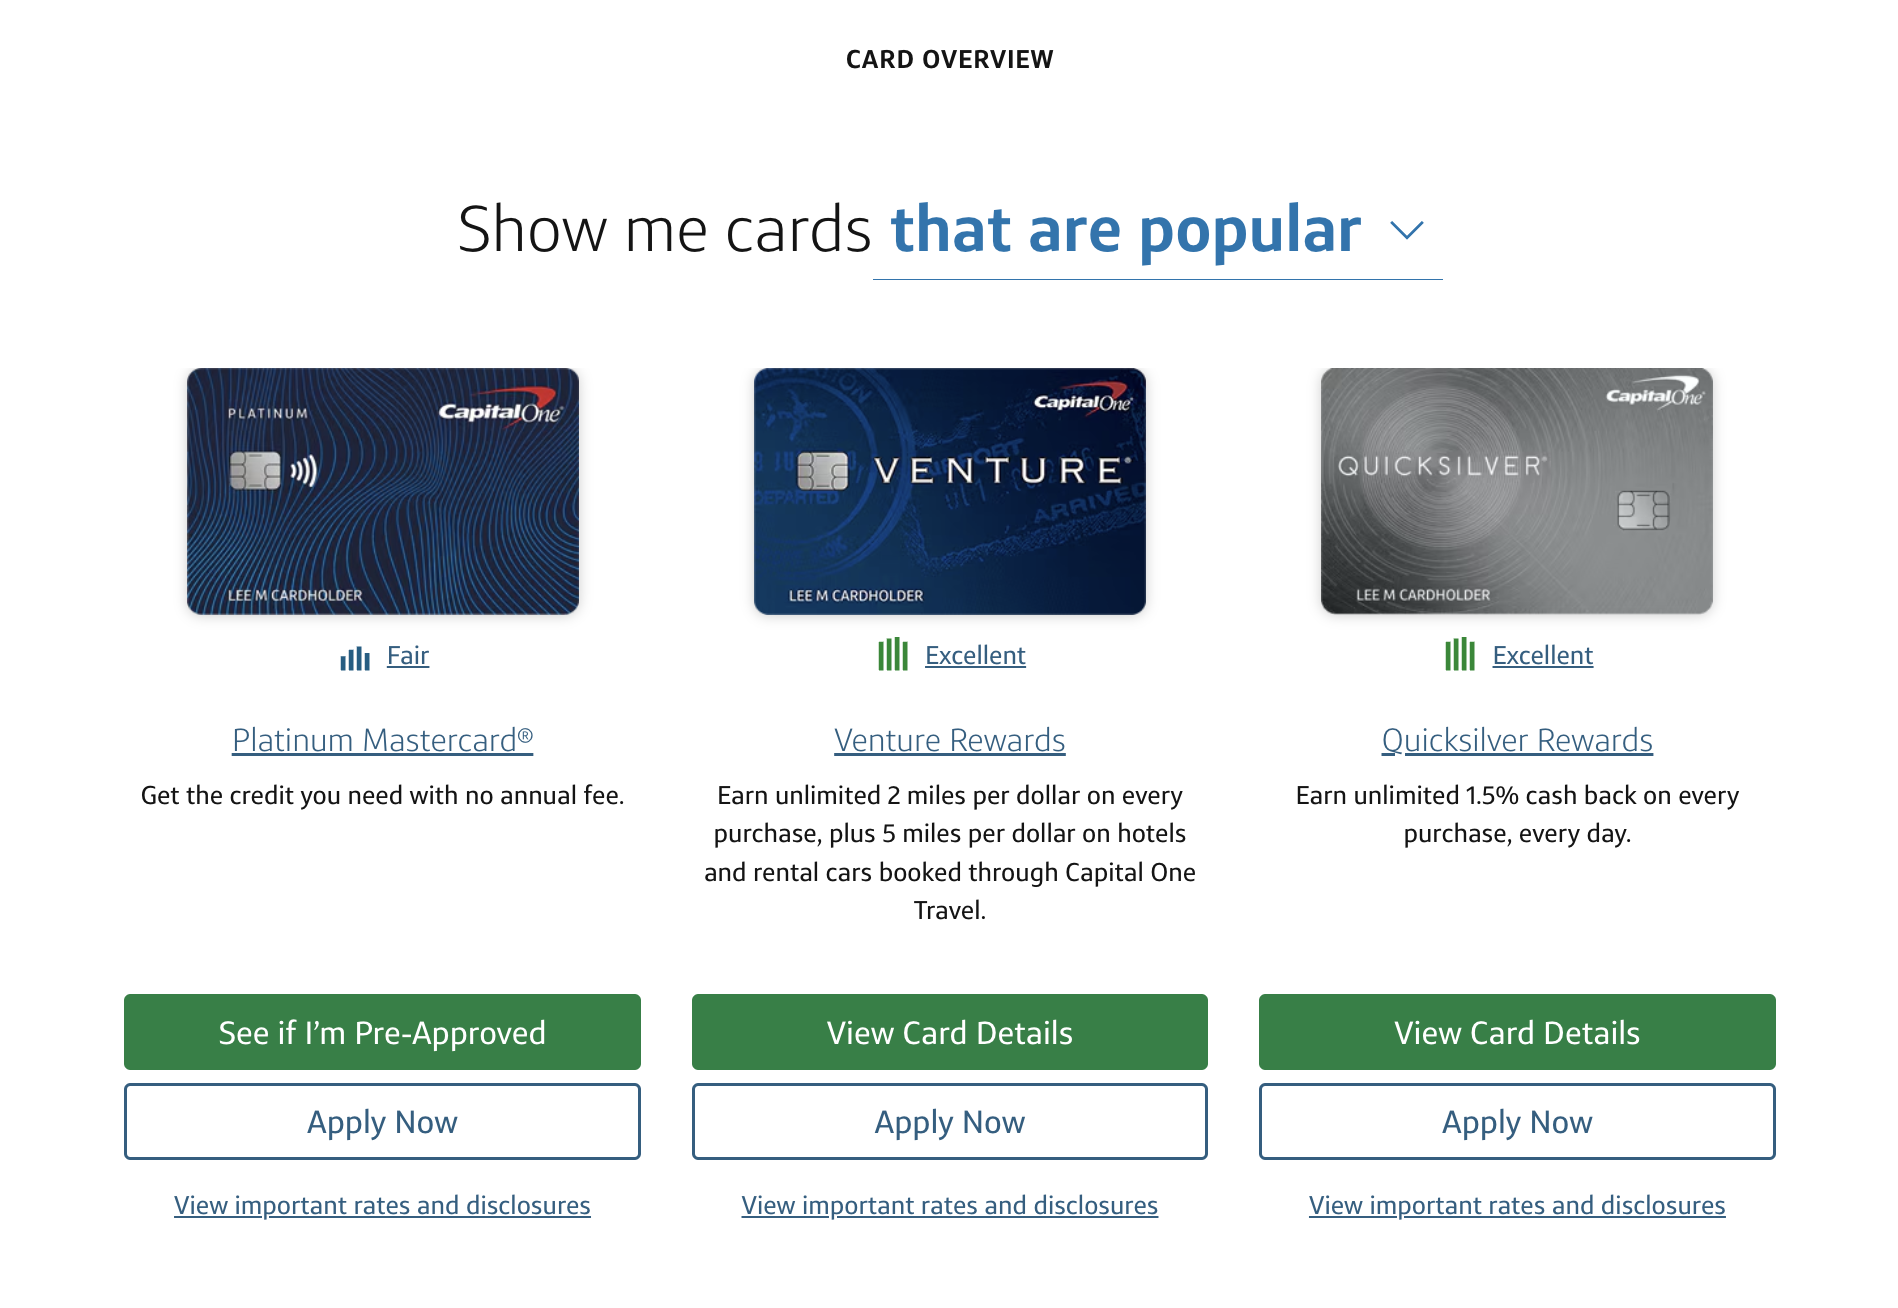 CARD OVERVIEW
Show me cards that are popular
PLATINUM
CapitalOne®
LEE M CARDHOLDER
CapitalOne®
VENTURE®
DEPARTED
ARRIVED
LEE M CARDHOLDER
CapitalOne®
QUICKSILVER®
LEE M CARDHOLDER
Fair
Excellent
Excellent
Platinum Mastercard®
Get the credit you need with no annual fee.
Venture Rewards
Earn unlimited 2 miles per dollar on every
purchase, plus 5 miles per dollar on hotels
and rental cars booked through Capital One
Travel.
Quicksilver Rewards
Earn unlimited 1.5% cash back on every
purchase, every day.
See if I’m Pre-Approved
View Card Details
View Card Details
Apply Now
Apply Now
Apply Now
View important rates and disclosures
View important rates and disclosures
View important rates and disclosures